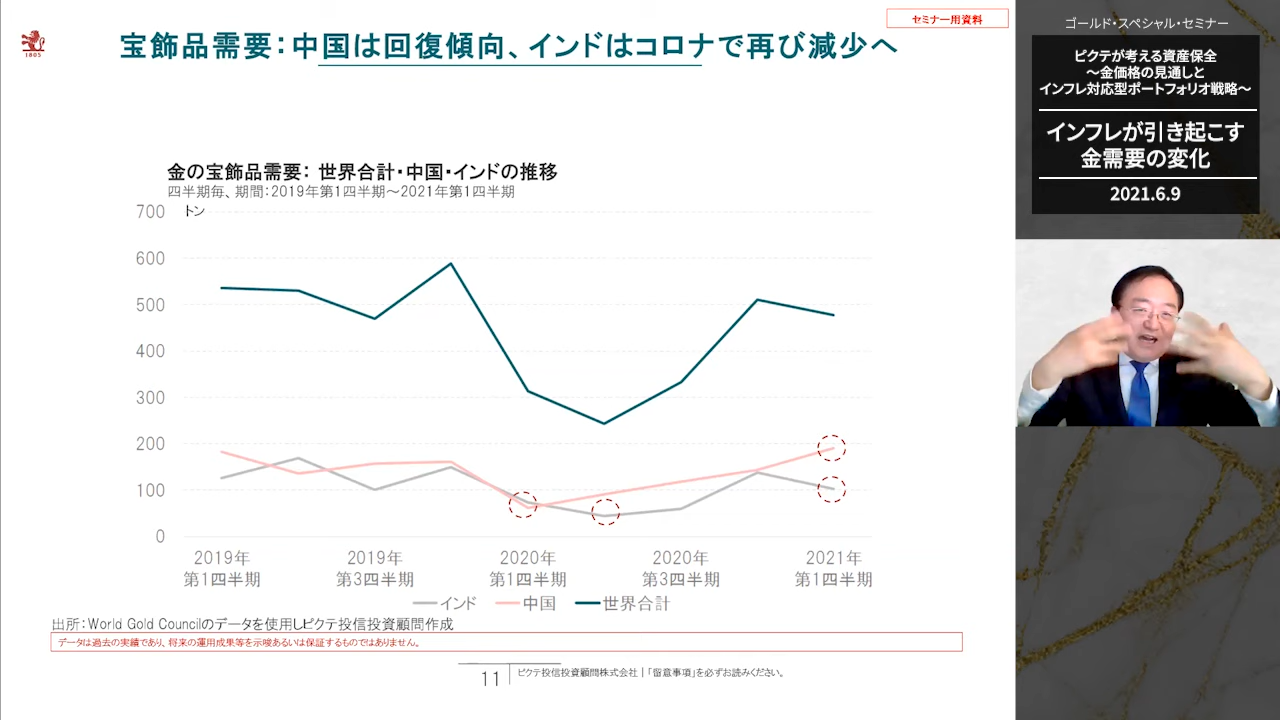 セミナー用資料
1805
宝飾品需要：中国は回復傾向、インドはコロナで再び減少へ
金の宝飾品需要： 世界合計・中国・インドの推移
四半期毎、期間：2019年第1四半期～2021年第1四半期
トン
700
600
500
400
300
200
100
0
2019年 2019年 2020年 2020年 2021年
第1四半期 第3四半期 第1四半期 第3四半期 第1四半期
インド 中国 世界合計
出所：World Gold Councilのデータを使用しピクテ投信投資顧問作成
データは過去の実績であり、将来の運用成果等を示唆あるいは保証するものではありません。
11 ピクテ投信投資顧問株式会社｜「留意事項」を必ずお読みください。
ゴールド・スペシャル・セミナー
ピクテが考える資産保全
～金価格の見通しと
インフレ対応型ポートフォリオ戦略～
インフレが引き起こす
金需要の変化
2021.6.9